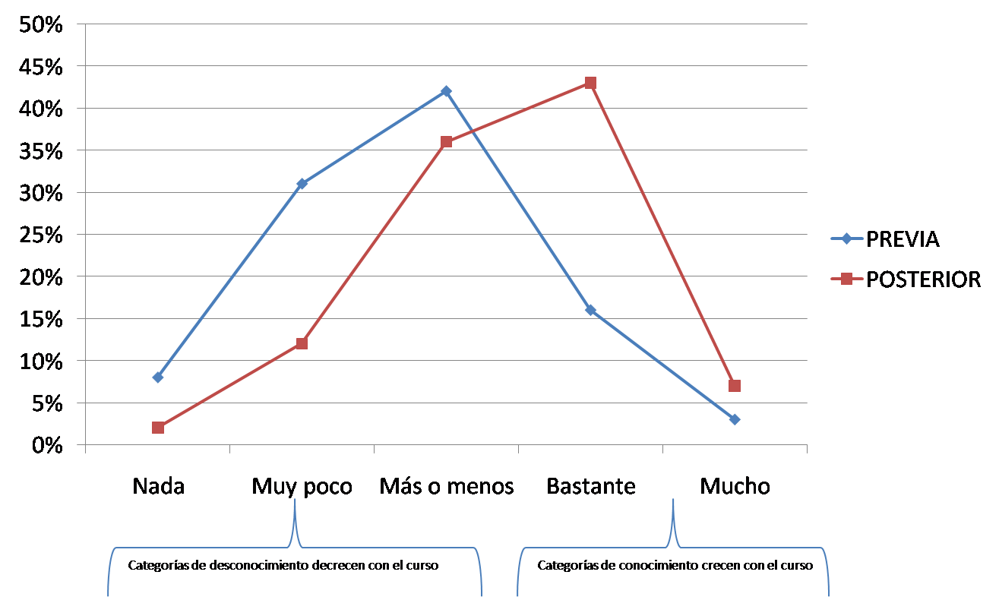 50%
45%
40%
35%
30%
25%
20%
15%
10%
5%
0%
PREVIA
POSTERIOR
Nada Muy poco Más o menos Bastante Mucho
Categorías de desconocimiento decrecen con el curso
Categorías de conocimiento crecen con el curso